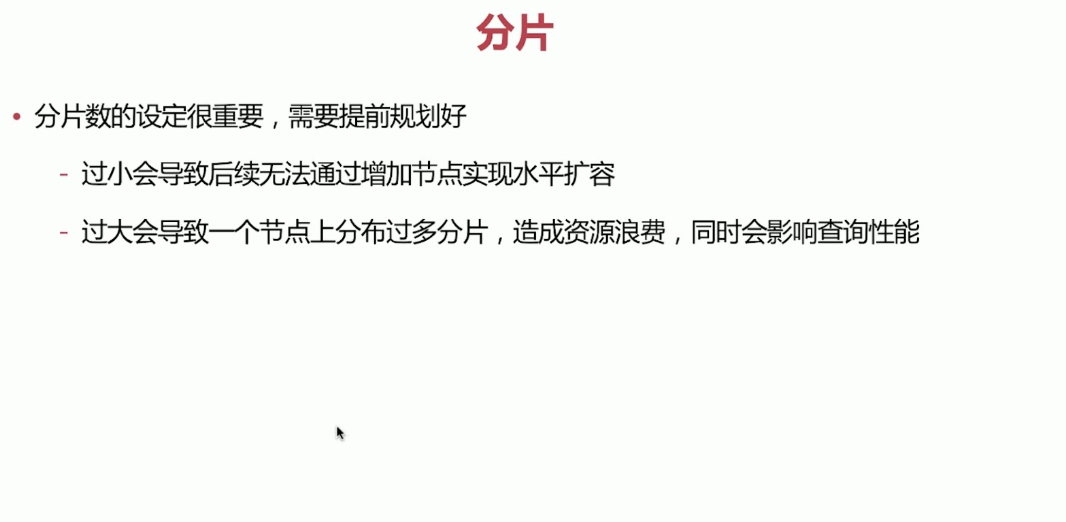 分片
• 分片数的设定很重要，需要提前规划好
- 过小会导致后续无法通过增加节点实现水平扩容
- 过大会导致一个节点上分布过多分片，造成资源浪费，同时会影响查询性能